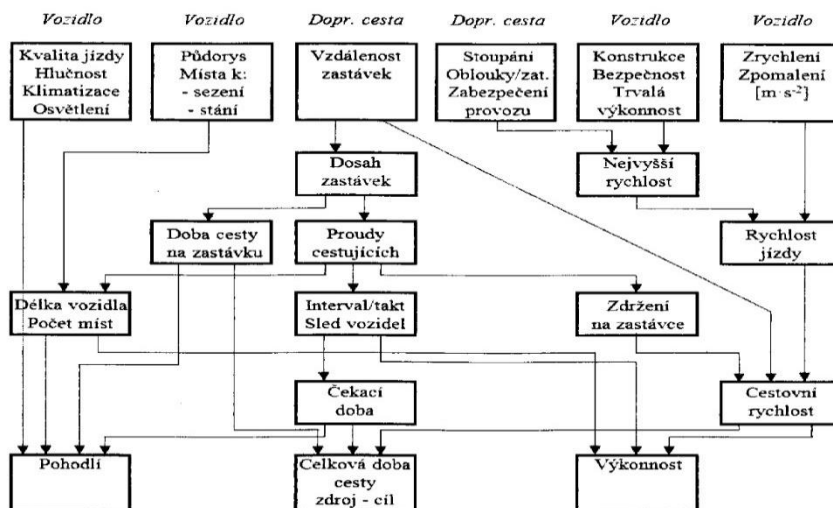 Vozidlo
Vozidlo
Dopr. cesta
Dopr. cesta
Vozidlo
Vozidlo
Kvalita jízdy
Hlučnost
Klimatizace
Osvětlení
Půdorys
Místa k:
- sezení
- stání
Vzdálenost
zastávek
Stoupání
Oblouky/zat.
Zabezpečení
provozu
Konstrukce
Bezpečnost
Trvalá
výkonnost
Zrychlení
Zpomalení
[m·s-2]
Dosah
zastávek
Nejvyšší
rychlost
Doba cesty
na zastávku
Proudy
cestujících
Rychlost
jízdy
Délka vozidla
Počet míst
Interval/takt
Sled vozidel
Zdržení
na zastávce
Čekací
doba
Cestovní
rychlost
Pohodlí
Celková doba
cesty
zdroj - cíl
Výkonnost